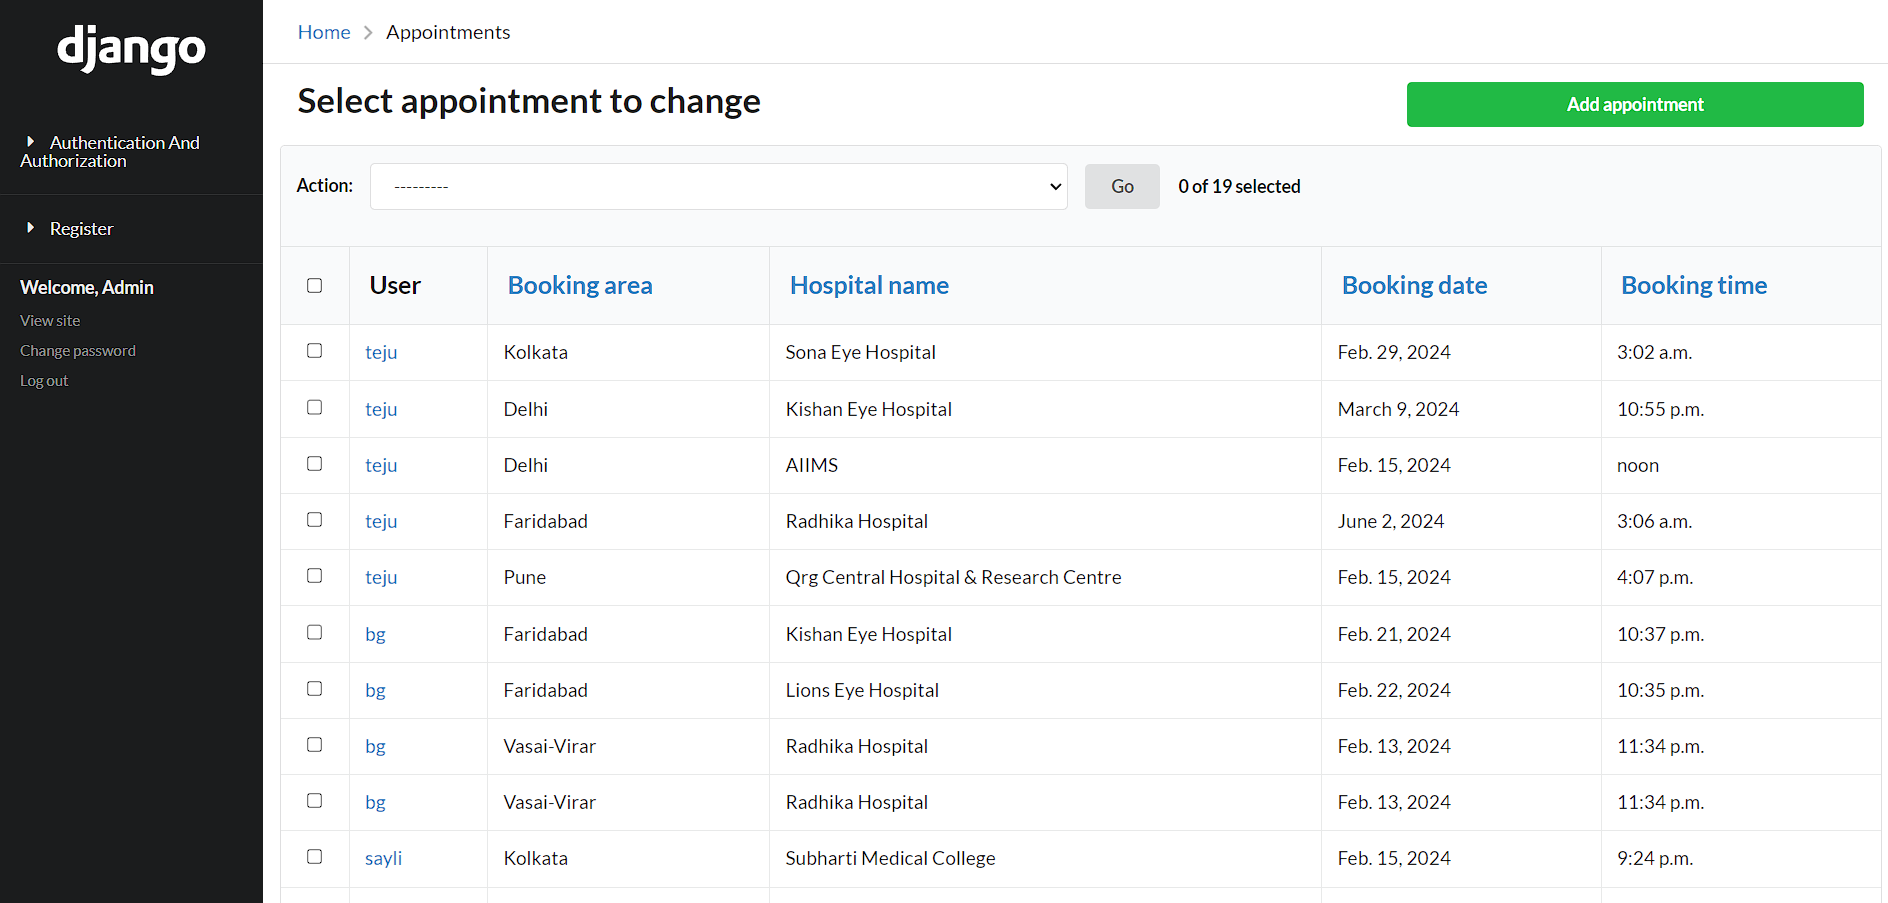 django
Home > Appointments
Select appointment to change
Add appointment
Authentication And
Authorization
Register
Welcome, Admin
View site
Change password
Log out
Action: --------- Go 0 of 19 selected
User Booking area Hospital name Booking date Booking time
teju Kolkata Sona Eye Hospital Feb. 29, 2024 3:02 a.m.
teju Delhi Kishan Eye Hospital March 9, 2024 10:55 p.m.
teju Delhi AIIMS Feb. 15, 2024 noon
teju Faridabad Radhika Hospital June 2, 2024 3:06 a.m.
teju Pune Qrg Central Hospital & Research Centre Feb. 15, 2024 4:07 p.m.
bg Faridabad Kishan Eye Hospital Feb. 21, 2024 10:37 p.m.
bg Faridabad Lions Eye Hospital Feb. 22, 2024 10:35 p.m.
bg Vasai-Virar Radhika Hospital Feb. 13, 2024 11:34 p.m.
bg Vasai-Virar Radhika Hospital Feb. 13, 2024 11:34 p.m.
sayli Kolkata Subharti Medical College Feb. 15, 2024 9:24 p.m.